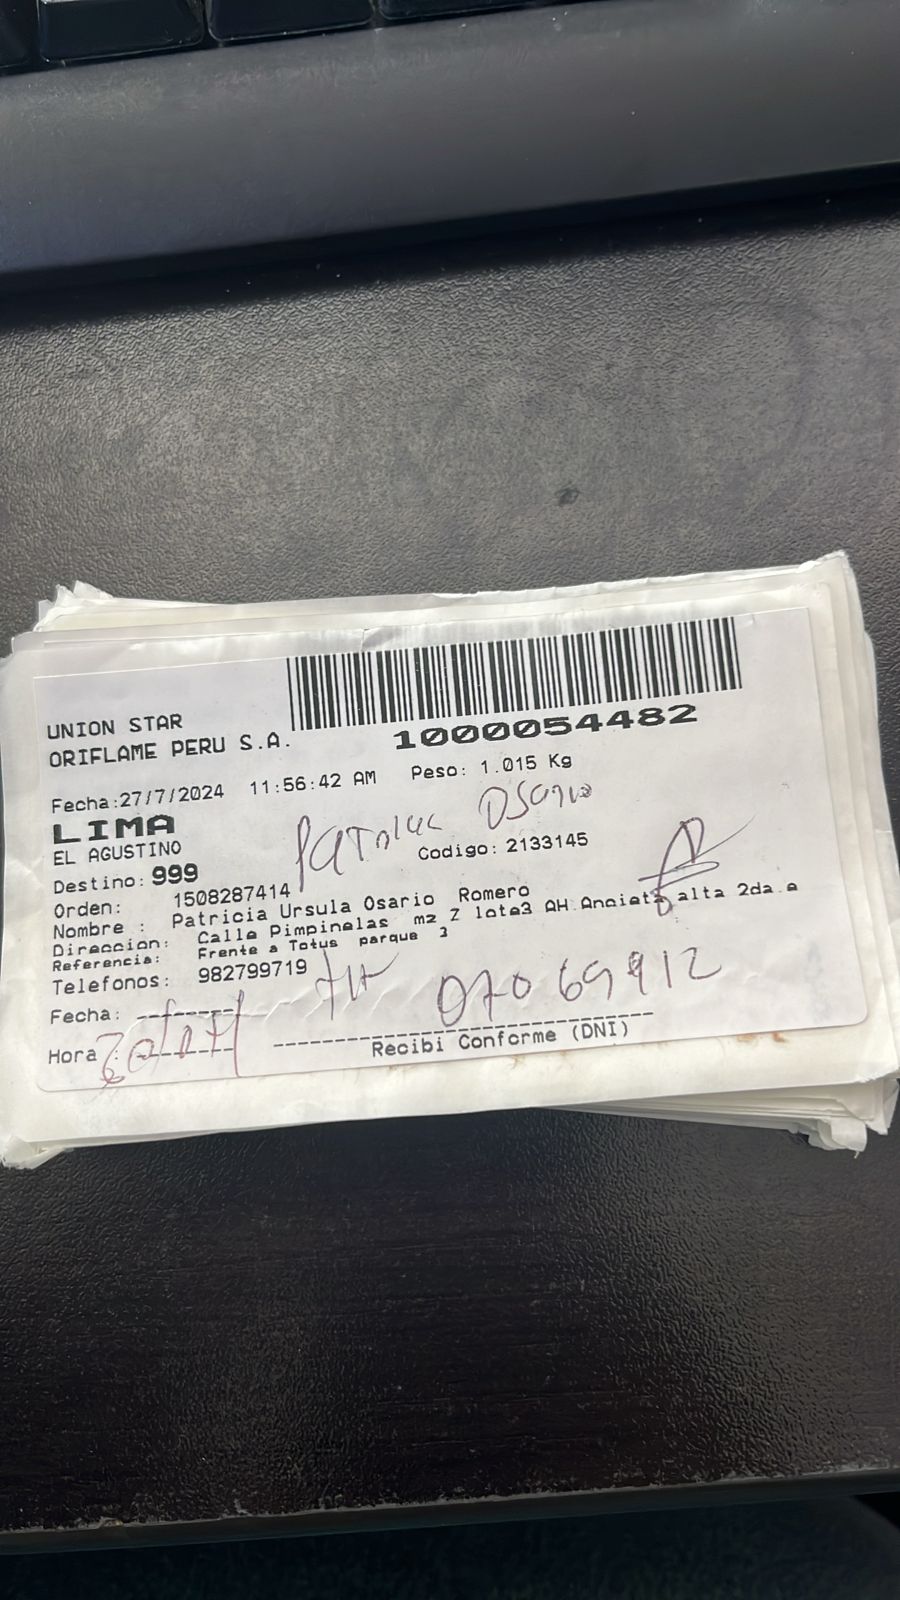 UNION STAR
ORIFLAME PERU S.A.
1000054482
Fecha:27/7/2024 11:56:42 AM Peso: 1.015 Kg
LIMA
EL AGUSTINO
Osorio
Destino: 999
Codigo: 2133145
Orden: 1508287414
Nombre : Patricia Ursula Osario Romero
Direccion: Calle Pimpinelas mz Z lote3 AH Ancieta alta 2da e
Referencia: Frente a Totus parque 3
Telefonos: 982799719
07069912
Fecha:
Hora :
Recibi Conforme (DNI)